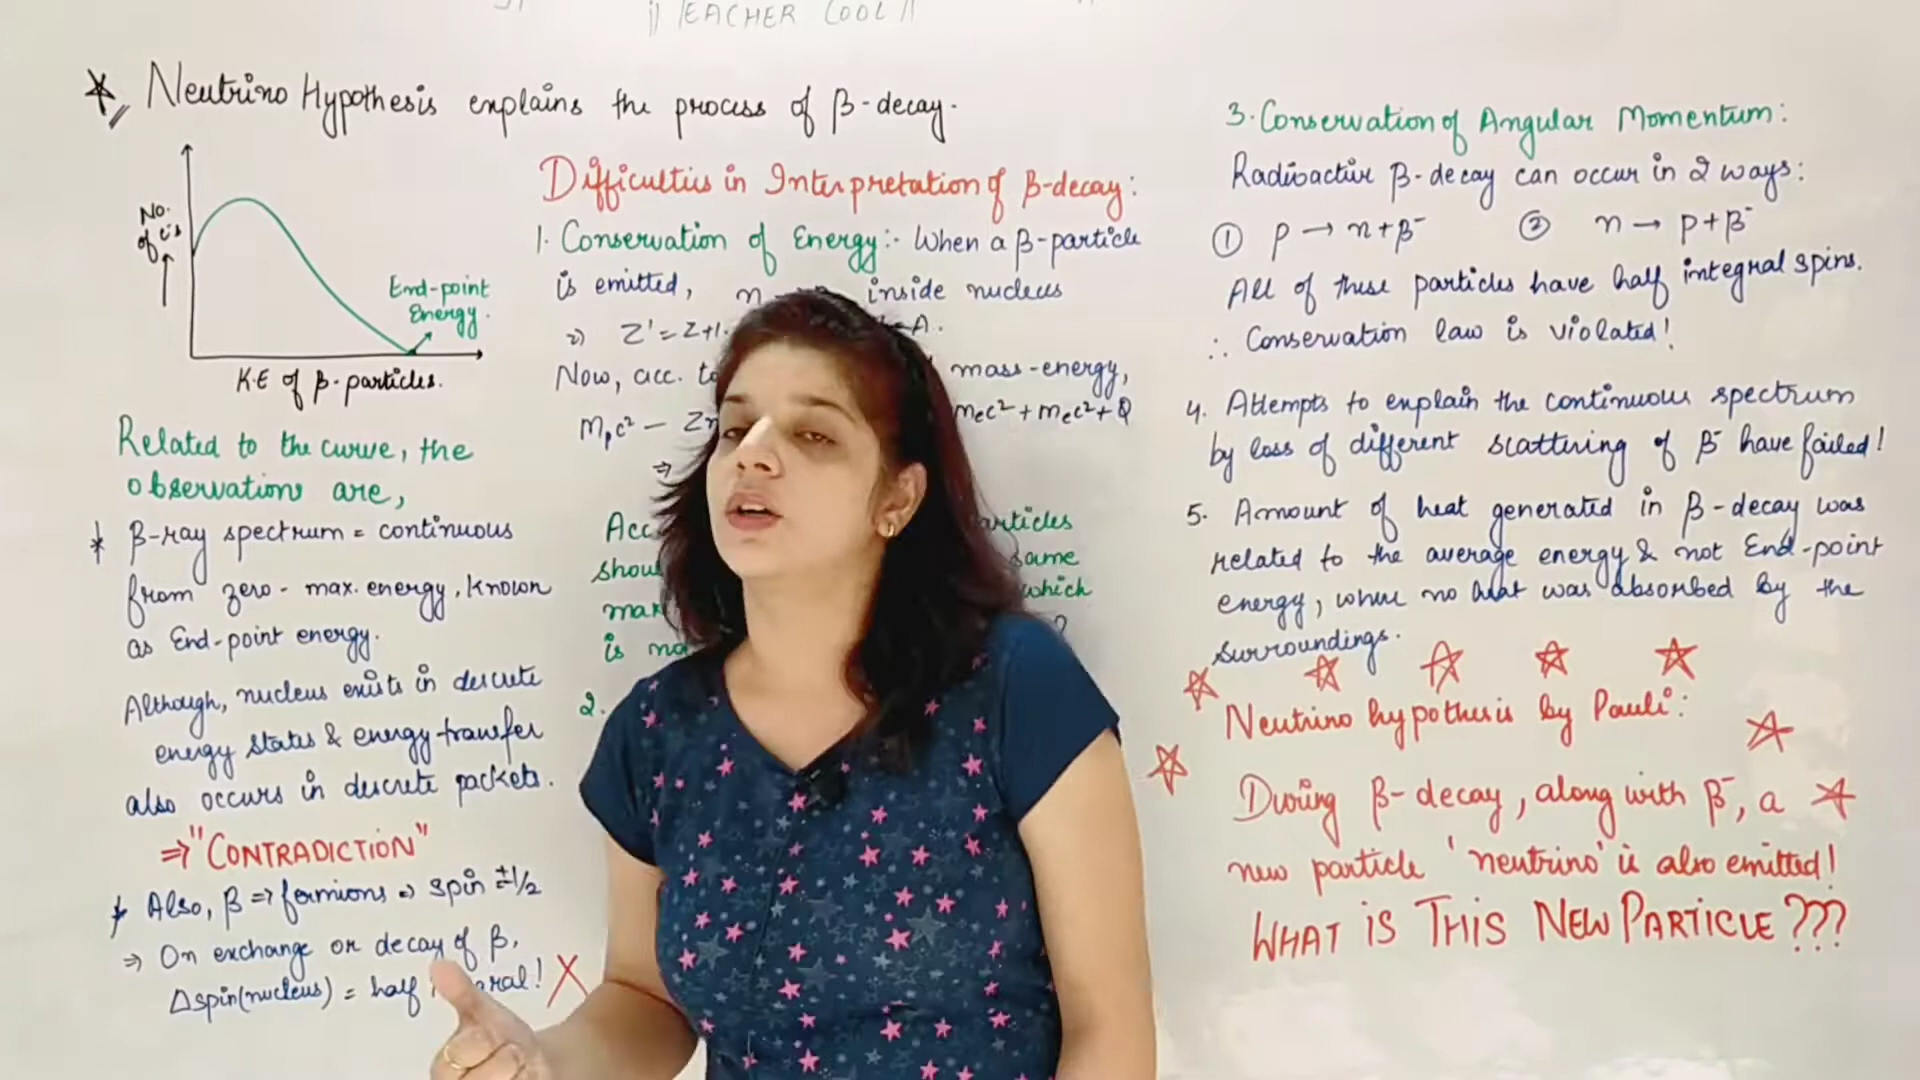 || TEACHER COOL ||
* Neutrino Hypothesis explains the process of β-decay.
No. of e⁻s
End-point
Energy.
K.E of β-particles.
Related to the curve, the
observations are,
* β-ray spectrum = continuous
from zero - max. energy, known
as End-point energy.
Although, nucleus exists in discrete
energy states & energy-transfer
also occurs in discrete packets.
⇒ "CONTRADICTION"
* Also, β ⇒ fermions ⇒ spin = ±1/2
⇒ On exchange or decay of β,
Δspin(nucleus) = half
Difficulties in Interpretation of β-decay:
1. Conservation of Energy:- When a β-particle
is emitted, n inside nucleus
Z' = Z+1.
Now, acc. to mass-energy,
Mₚc² - mₑc² + mₑc² + Q
⇒
same
which
is
2.
3. Conservation of Angular Momentum:
Radioactive β-decay can occur in 2 ways:
① p → n + β⁻ ② n → p + β⁻
All of these particles have half integral spins.
∴ Conservation law is violated!
4. Attempts to explain the continuous spectrum
by loss of different scattering of β⁻ have failed!
5. Amount of heat generated in β-decay was
related to the average energy & not End-point
energy, where no heat was absorbed by the
surroundings.
Neutrino hypothesis by Pauli:
During β-decay, along with β⁻, a
new particle 'neutrino' is also emitted!
WHAT iS THiS NEW PARTiCLE???